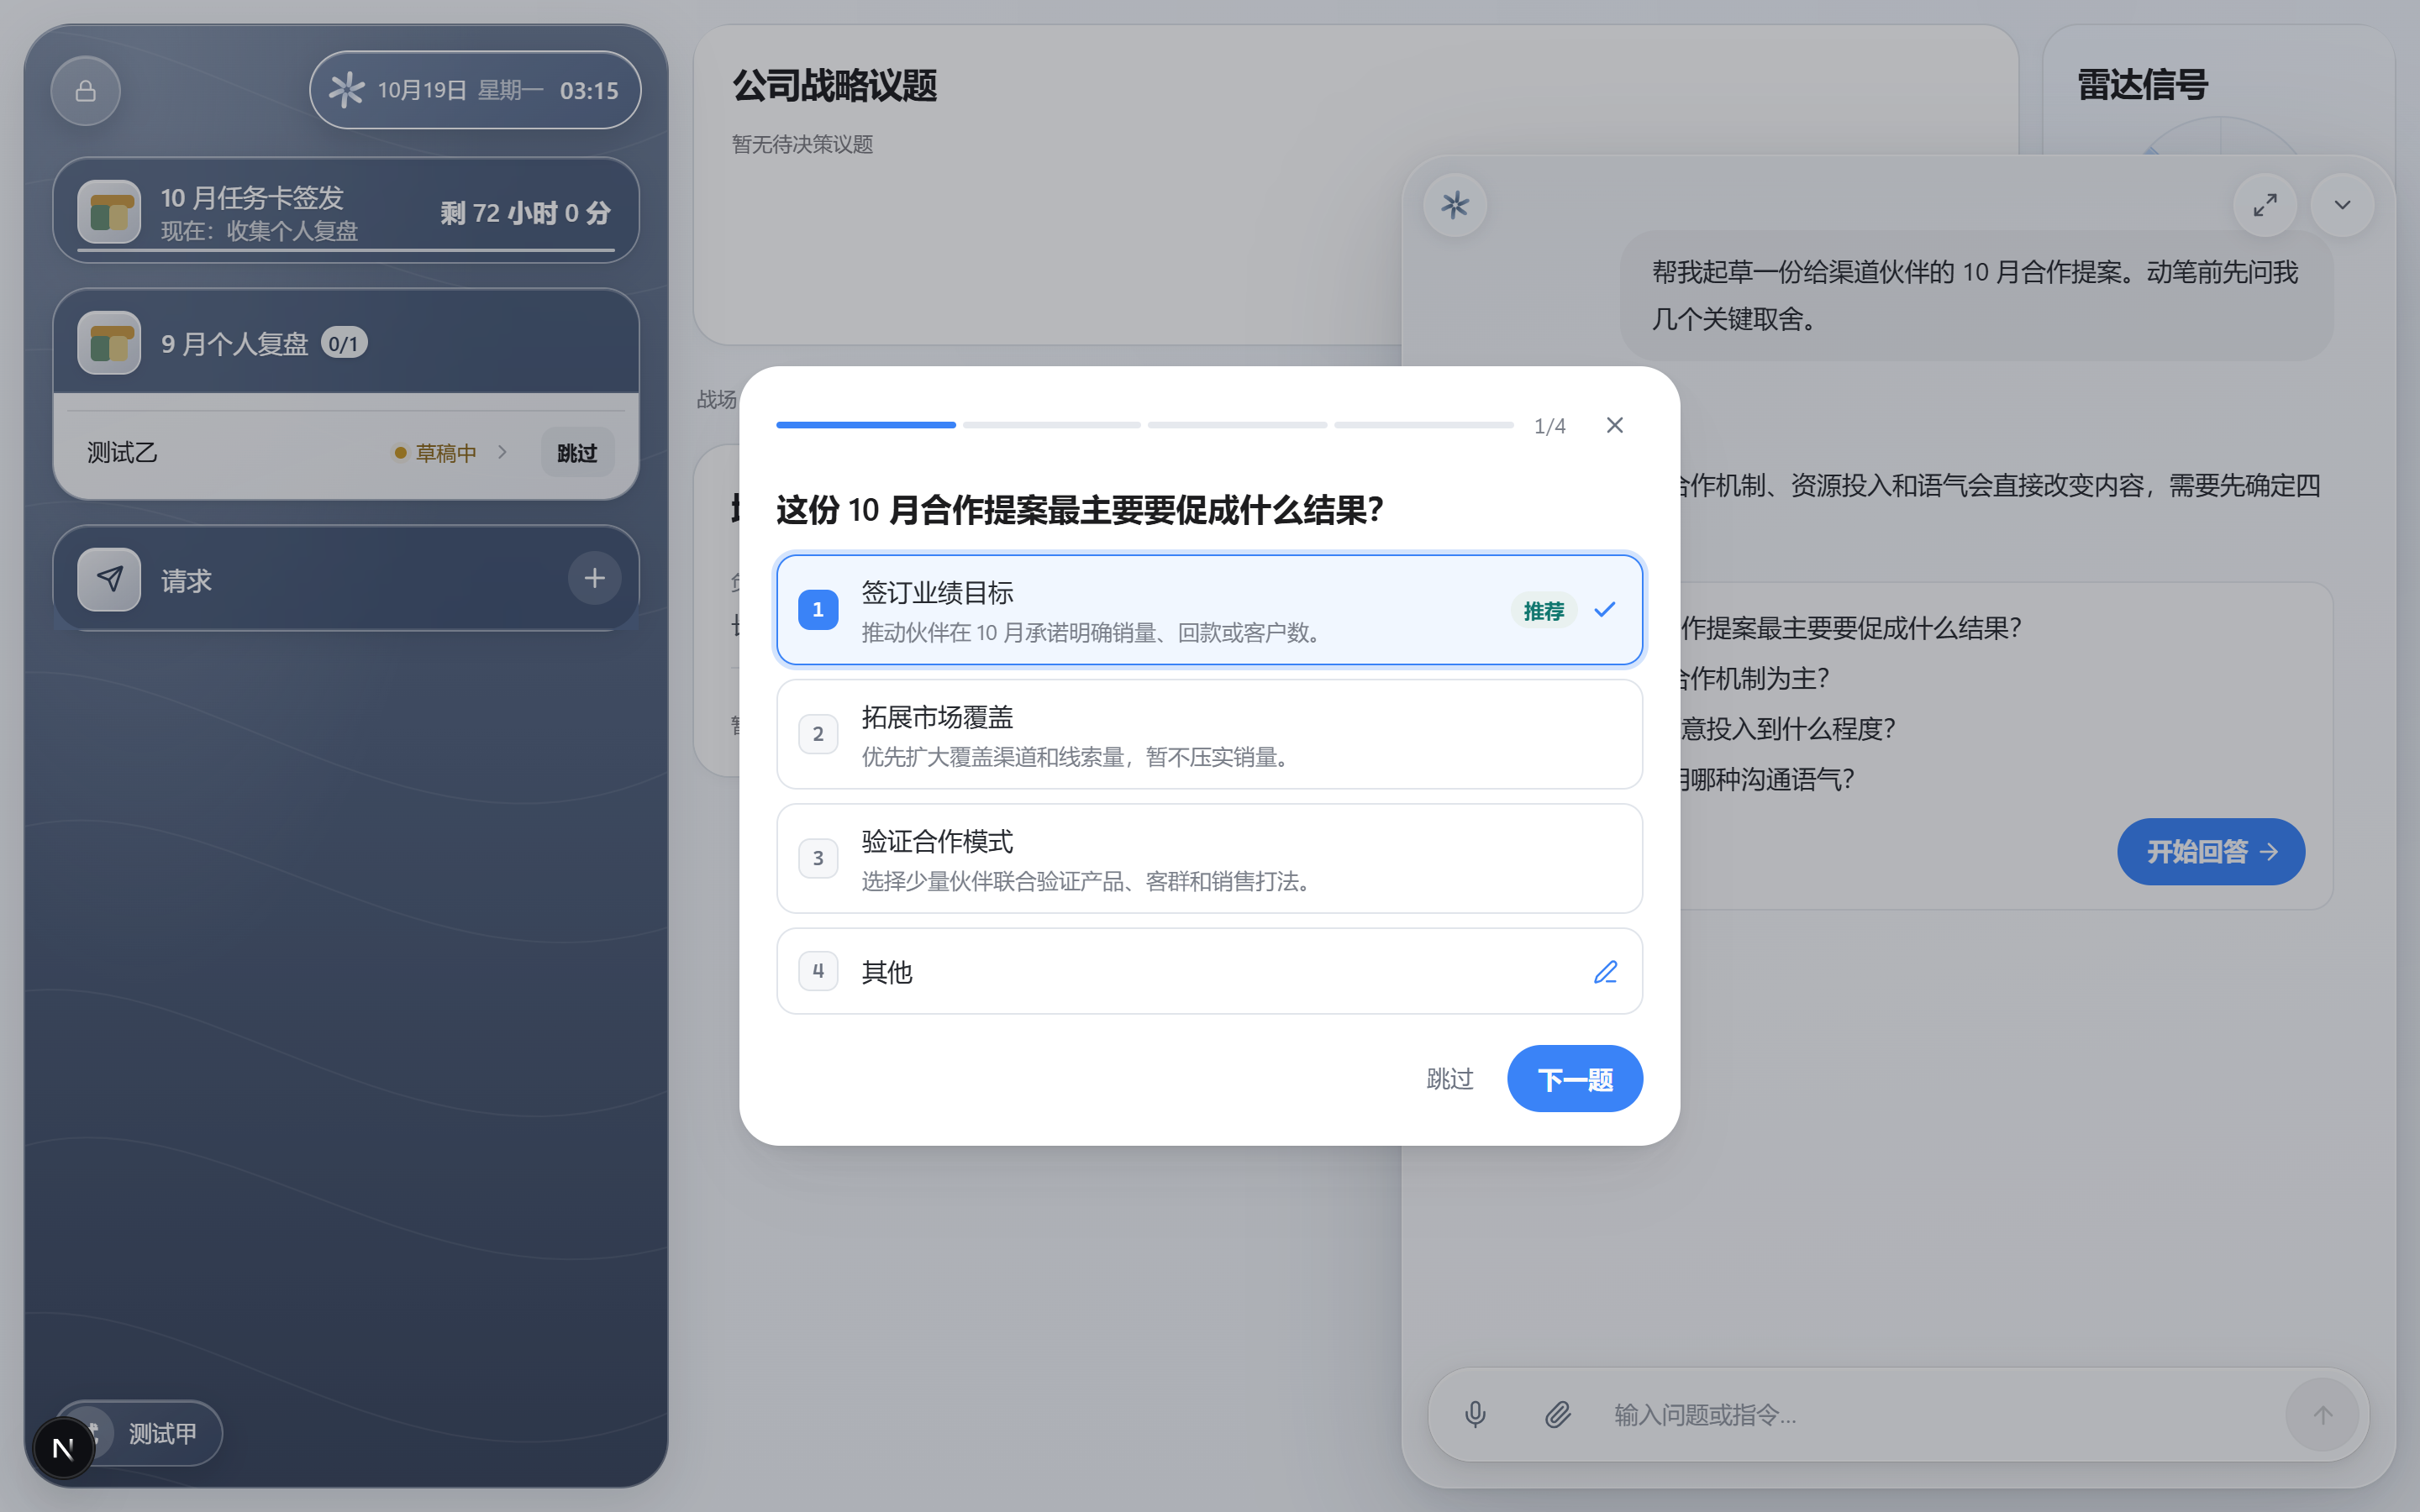 10月19日 星期一 03:15
10 月任务卡签发
现在：收集个人复盘
剩 72 小时 0 分
9 月个人复盘 0/1
测试乙
草稿中
跳过
请求
测试甲
N
公司战略议题
暂无待决策议题
战场
雷达信号
帮我起草一份给渠道伙伴的 10 月合作提案。动笔前先问我
几个关键取舍。
合作机制、资源投入和语气会直接改变内容，需要先确定四
作提案最主要要促成什么结果？
合作机制为主？
意投入到什么程度？
用哪种沟通语气？
开始回答
输入问题或指令...
1/4
这份 10 月合作提案最主要要促成什么结果？
1
签订业绩目标
推动伙伴在 10 月承诺明确销量、回款或客户数。
推荐
2
拓展市场覆盖
优先扩大覆盖渠道和线索量，暂不压实销量。
3
验证合作模式
选择少量伙伴联合验证产品、客群和销售打法。
4
其他
跳过
下一题